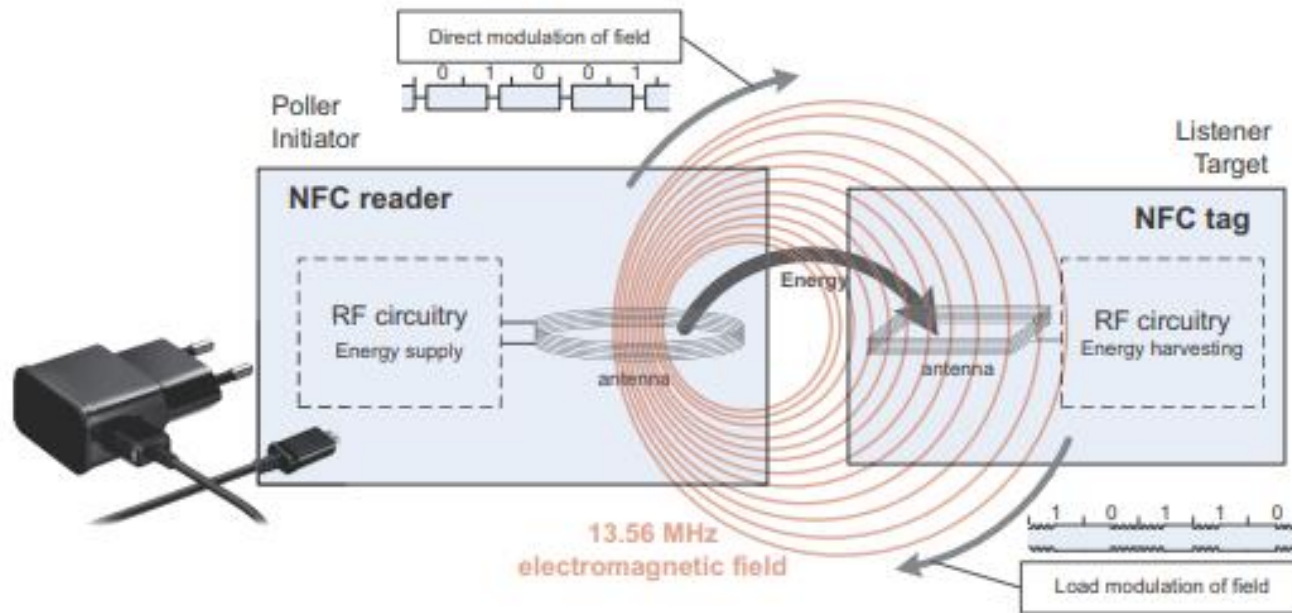 Direct modulation of field
0 1 0 0 1
Poller
Initiator
Listener
Target
NFC reader
NFC tag
RF circuitry
Energy supply
antenna
Energy
antenna
RF circuitry
Energy harvesting
13.56 MHz
electromagnetic field
1 0 1 1 0
Load modulation of field